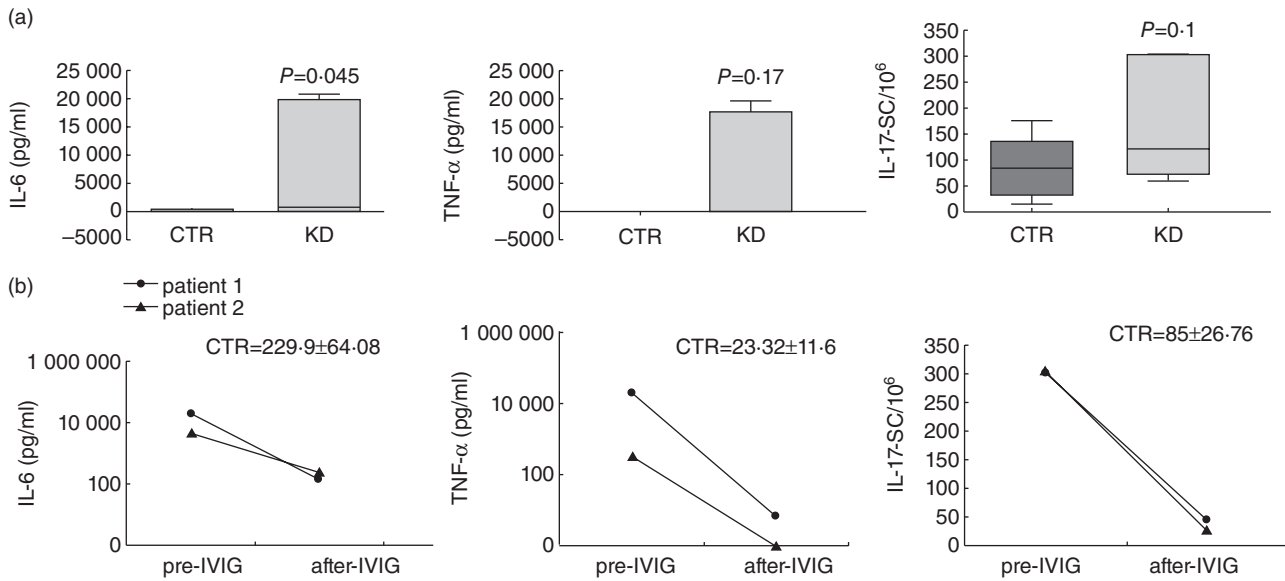 (a)
IL-6 (pg/ml)
25 000
20 000
15 000
10 000
5000
0
–5000
P=0·045
CTR
KD
TNF-α (pg/ml)
25 000
20 000
15 000
10 000
5000
0
–5000
P=0·17
CTR
KD
IL-17-SC/10⁶
350
300
250
200
150
100
50
0
P=0·1
CTR
KD
(b)
patient 1
patient 2
IL-6 (pg/ml)
1 000 000
10 000
100
0
CTR=229·9±64·08
pre-IVIG
after-IVIG
TNF-α (pg/ml)
1 000 000
10 000
100
0
CTR=23·32±11·6
pre-IVIG
after-IVIG
IL-17-SC/10⁶
350
300
250
200
150
100
50
0
CTR=85±26·76
pre-IVIG
after-IVIG